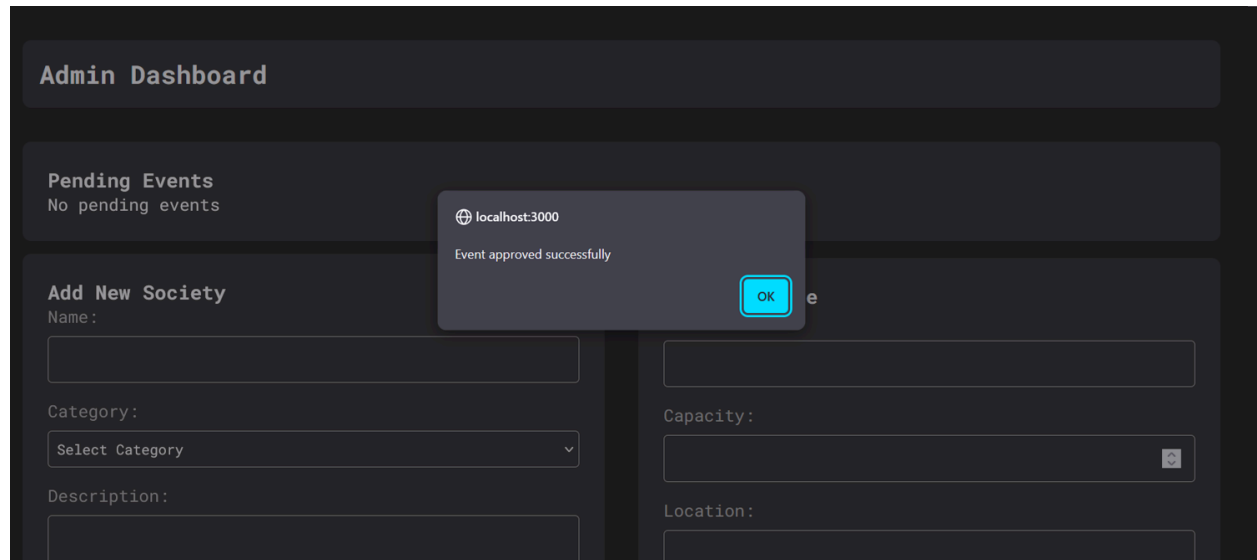 Admin Dashboard
Pending Events
No pending events
localhost:3000
Event approved successfully
OK
Add New Society
Name:
Category:
Select Category
Description:
e
Capacity:
Location: